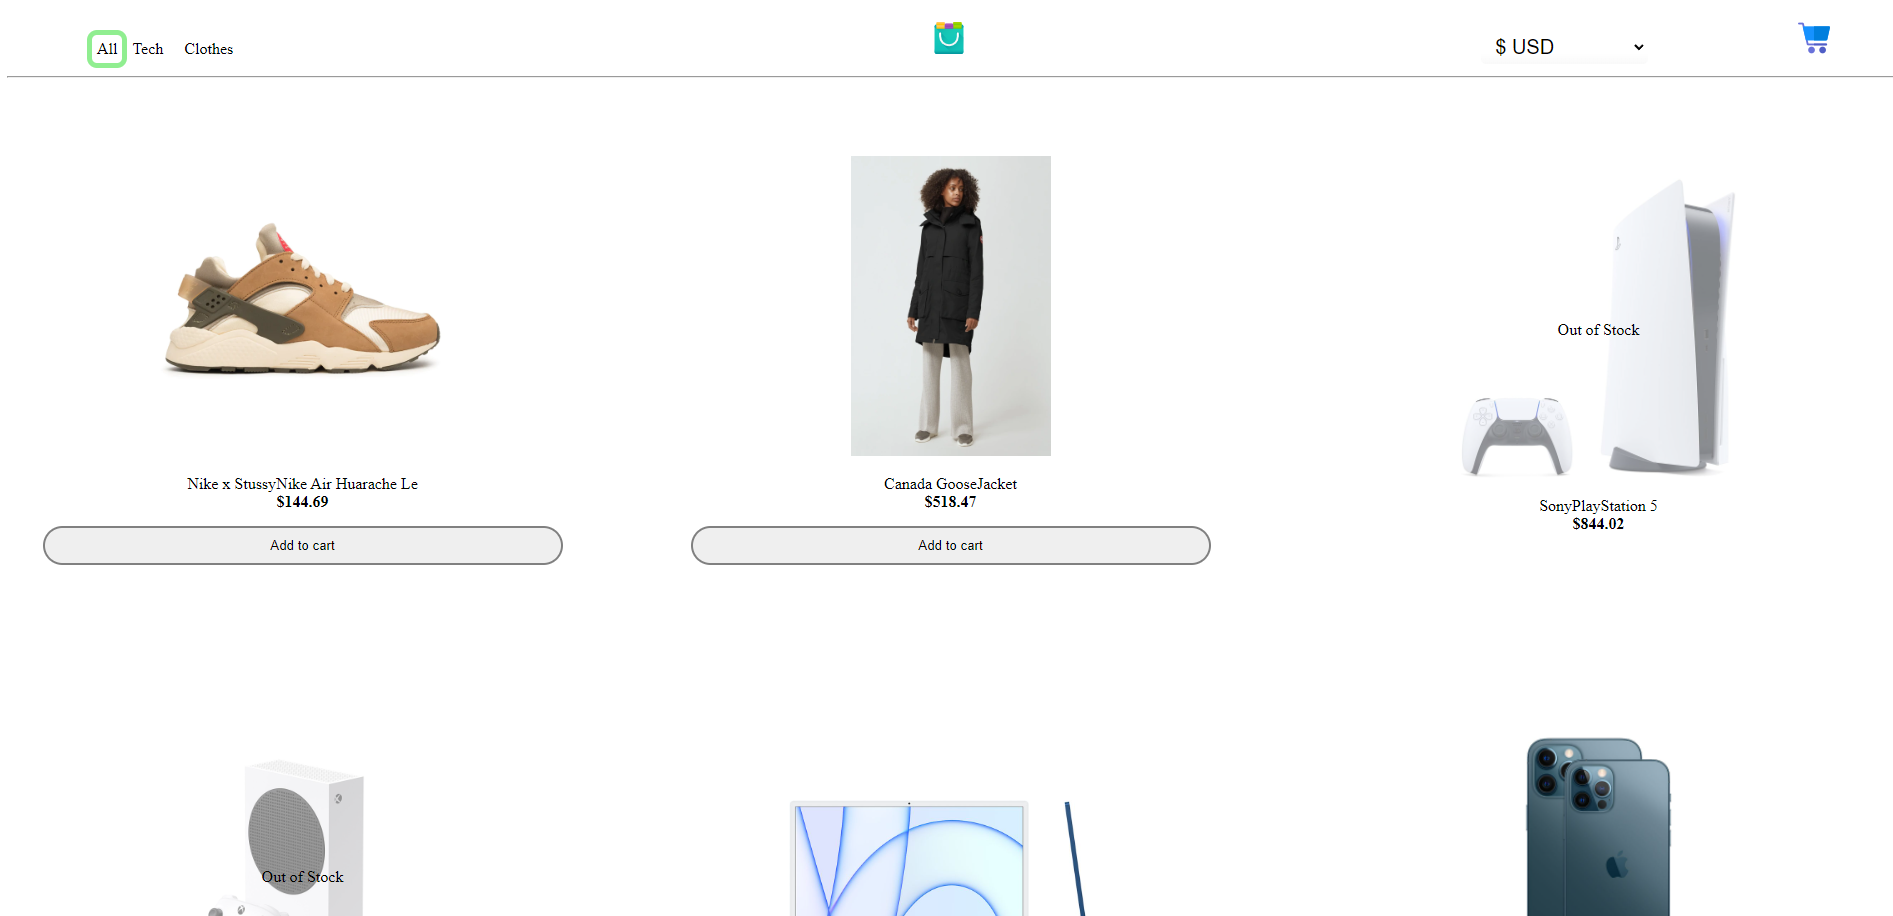 All Tech Clothes $ USD
Out of Stock
Nike x StussyNike Air Huarache Le
$144.69
Add to cart
Canada GooseJacket
$518.47
Add to cart
SonyPlayStation 5
$844.02
Out of Stock